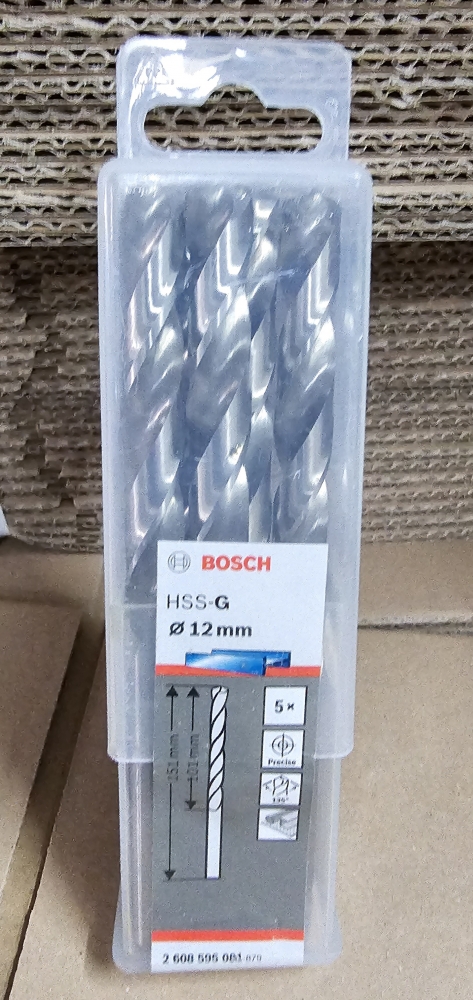 BOSCH
HSS-G
Ø 12 mm
5×
151 mm
101 mm
Precise
135°
2 608 595 081